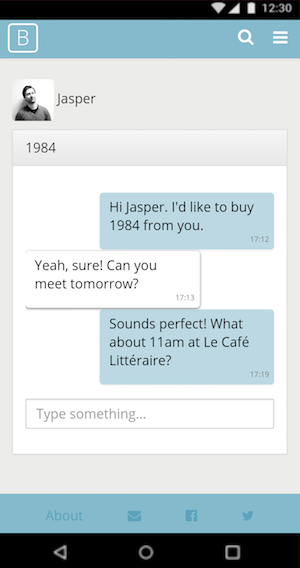 12:30
B
Jasper
1984
Hi Jasper. I'd like to buy
1984 from you.
17:12
Yeah, sure! Can you
meet tomorrow?
17:13
Sounds perfect! What
about 11am at Le Café
Littéraire?
17:19
Type something...
About